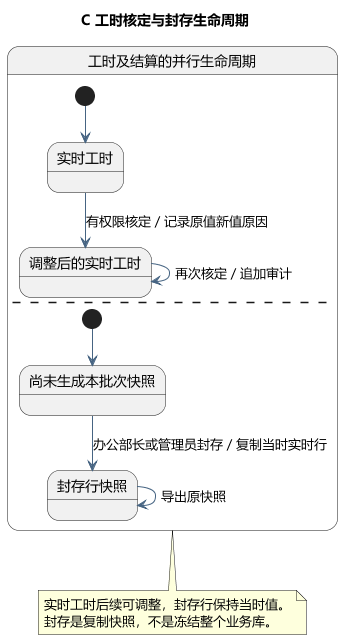 C 工时核定与封存生命周期
工时及结算的并行生命周期
实时工时
有权限核定 / 记录原值新值原因
调整后的实时工时
再次核定 / 追加审计
尚未生成本批次快照
办公部长或管理员封存 / 复制当时实时行
封存行快照
导出原快照
实时工时后续可调整，封存行保持当时值。
封存是复制快照，不是冻结整个业务库。